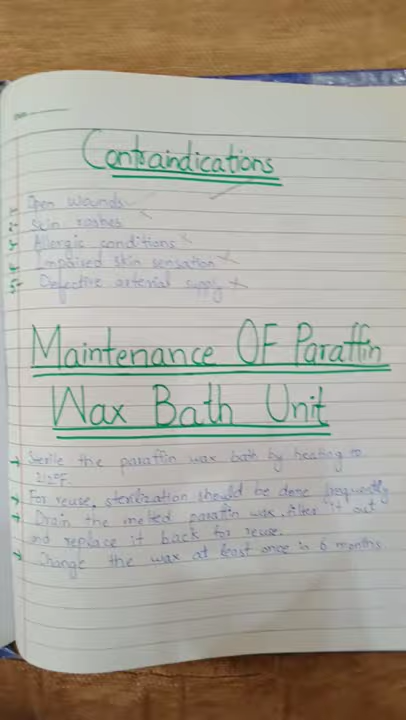 Contraindications
1- Open wounds
2- Skin rashes
3- Allergic conditions
4- Impaired skin sensation
5- Defective arterial supply
Maintenance OF Paraffin
Wax Bath Unit
→ Sterile the paraffin wax bath by heating to
212°F.
→ For reuse, sterilization should be done frequently
→ Drain the melted paraffin wax, filter it out
and replace it back for reuse.
→ Change the wax at least once in 6 months